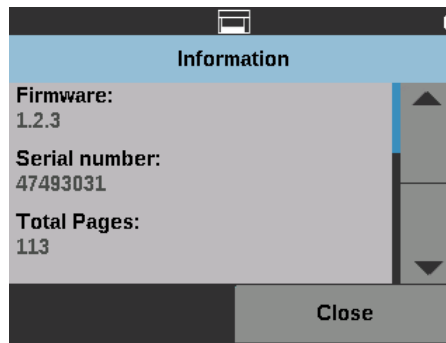 Information
Firmware:
1.2.3
Serial number:
47493031
Total Pages:
113
Close